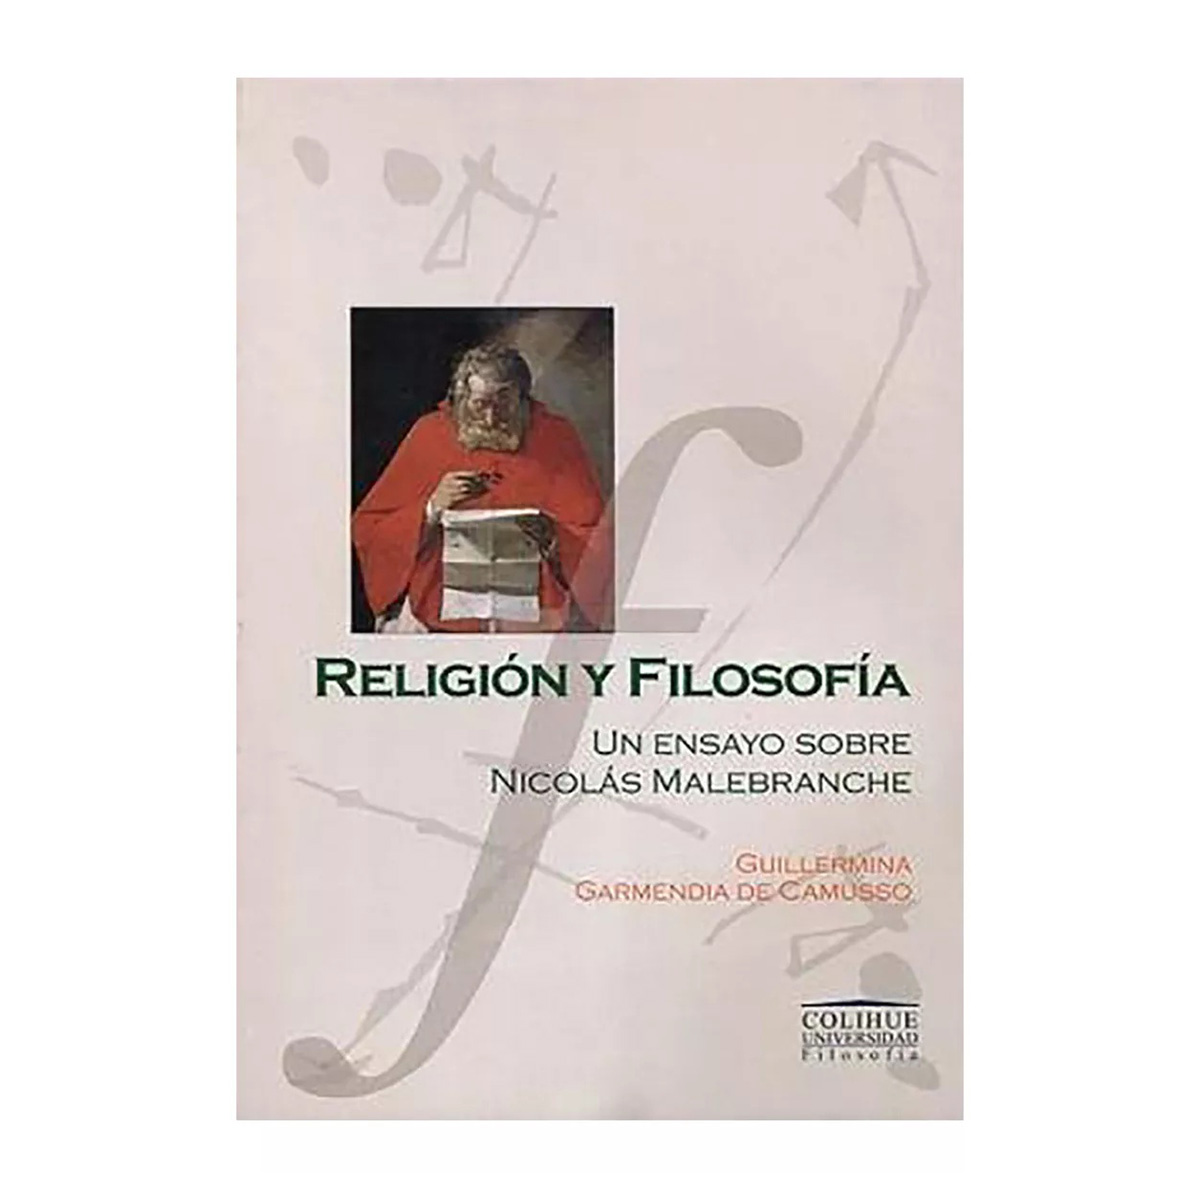 RELIGIÓN Y FILOSOFÍA
UN ENSAYO SOBRE
NICOLÁS MALEBRANCHE
GUILLERMINA
GARMENDIA DE CAMUSSO
COLIHUE
UNIVERSIDAD
Filosofía